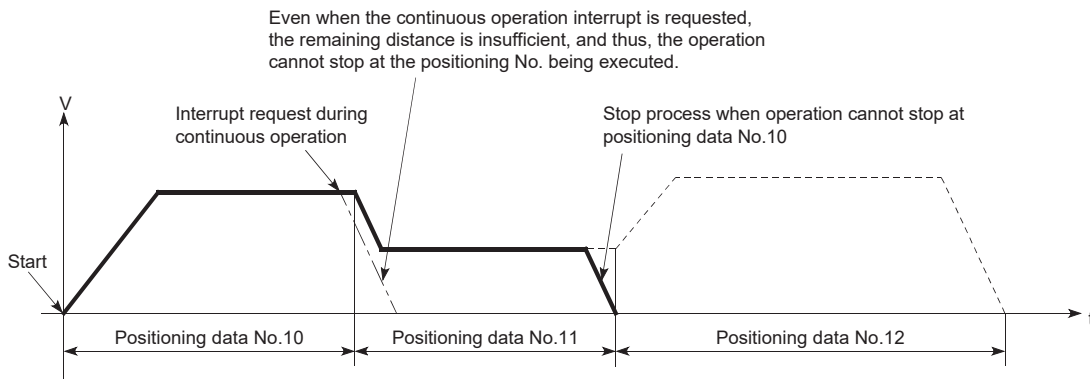 Even when the continuous operation interrupt is requested,
the remaining distance is insufficient, and thus, the operation
cannot stop at the positioning No. being executed.
V
Interrupt request during
continuous operation
Stop process when operation cannot stop at
positioning data No.10
Start
t
Positioning data No.10
Positioning data No.11
Positioning data No.12